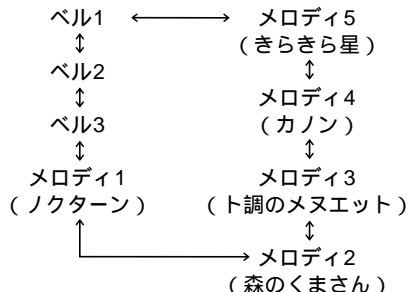 ベル1
ベル2
ベル3
メロディ1
(ノクターン)
メロディ5
(きらきら星)
メロディ4
(カノン)
メロディ3
(ト調のメヌエット)
メロディ2
(森のくまさん)